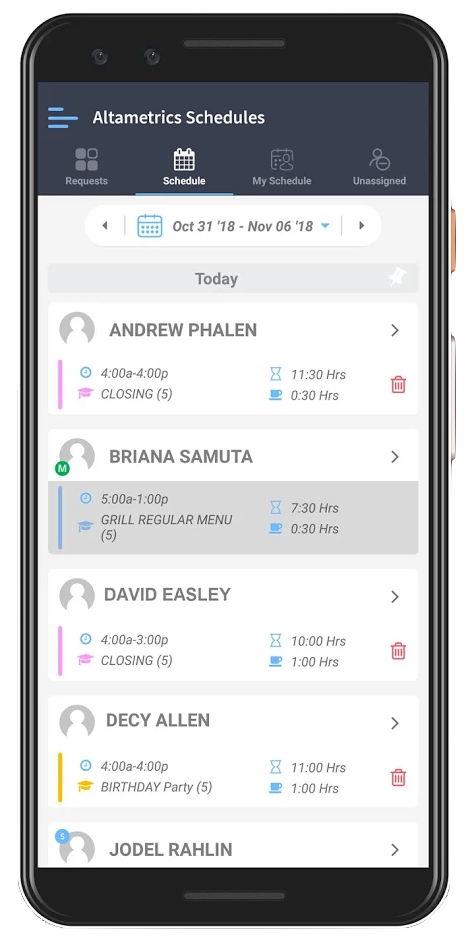 Altametrics Schedules
Requests Schedule My Schedule Unassigned
Oct 31 '18 - Nov 06 '18
Today
ANDREW PHALEN
4:00a-4:00p 11:30 Hrs
CLOSING (5) 0:30 Hrs
BRIANA SAMUTA
M
5:00a-1:00p 7:30 Hrs
GRILL REGULAR MENU 0:30 Hrs
(5)
DAVID EASLEY
4:00a-3:00p 10:00 Hrs
CLOSING (5) 1:00 Hrs
DECY ALLEN
4:00a-4:00p 11:00 Hrs
BIRTHDAY Party (5) 1:00 Hrs
S
JODEL RAHLIN